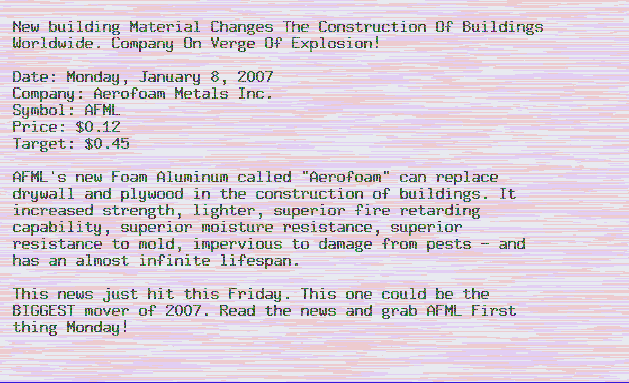 New building Material Changes The Construction Of Buildings
Worldwide. Company On Verge Of Explosion!
Date: Monday, January 8, 2007
Company: Aerofoam Metals Inc.
Symbol: AFML
Price: $0.12
Target: $0.45
AFML's new Foam Aluminum called "Aerofoam" can replace
drywall and plywood in the construction of buildings. It
increased strength, lighter, superior fire retarding
capability, superior moisture resistance, superior
resistance to mold, impervious to damage from pests - and
has an almost infinite lifespan.
This news just hit this Friday. This one could be the
BIGGEST mover of 2007. Read the news and grab AFML First
thing Monday!